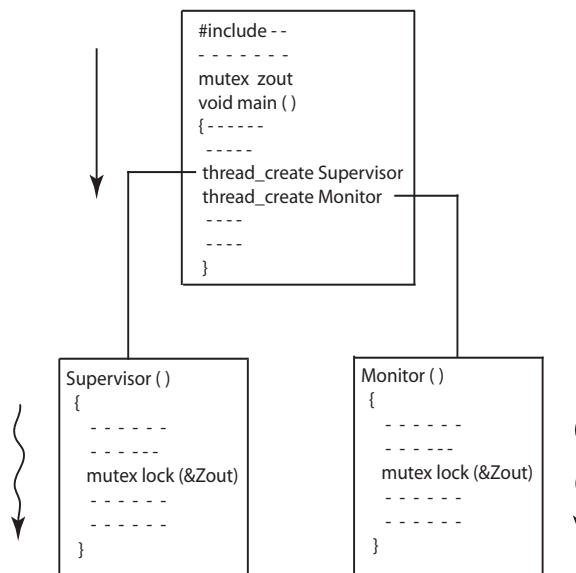 #include - -
- - - - - - -
mutex zout
void main ( )
{ - - - - - -
- - - - -
thread_create Supervisor
thread_create Monitor
- - - -
- - - -
}
Supervisor ( )
{
- - - - - -
- - - - - -
mutex lock (&Zout)
- - - - - -
- - - - - -
}
Monitor ( )
{
- - - - - -
- - - - - -
mutex lock (&Zout)
- - - - - -
- - - - - -
}